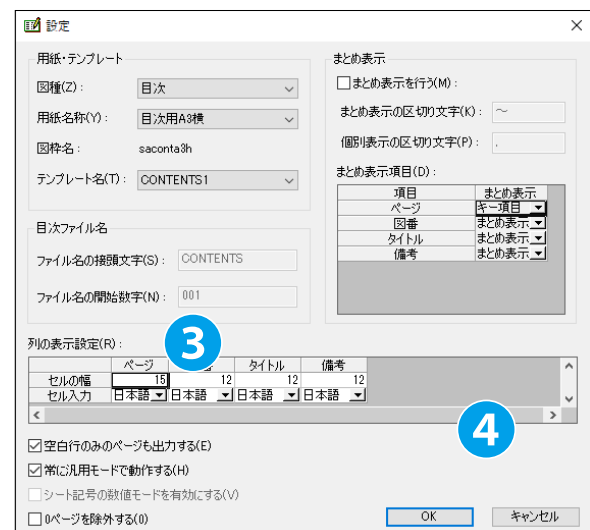 設定
用紙・テンプレート
図種(Z)： 目次
用紙名称(Y)： 目次用A3横
図枠名： saconta3h
テンプレート名(T)： CONTENTS1
目次ファイル名
ファイル名の接頭文字(S)： CONTENTS
ファイル名の開始数字(N)： 001
まとめ表示
まとめ表示を行う(M)：
まとめ表示の区切り文字(K)： ～
個別表示の区切り文字(P)： .
まとめ表示項目(D)：
項目 まとめ表示
ページ キー項目
図番 まとめ表示
タイトル まとめ表示
備考 まとめ表示
列の表示設定(R)：
3
ページ タイトル 備考
セルの幅 15 12 12 12
セル入力 日本語 日本語 日本語 日本語
4
空白行のみのページも出力する(E)
常に汎用モードで動作する(H)
シート記号の数値モードを有効にする(V)
0ページを除外する(0)
OK キャンセル